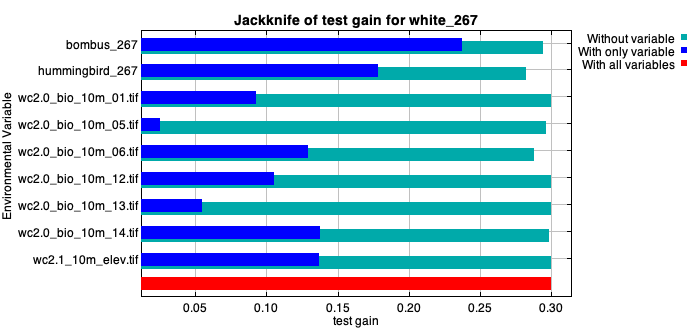 Jackknife of test gain for white_267
Without variable
With only variable
With all variables
Environmental Variable
bombus_267
hummingbird_267
wc2.0_bio_10m_01.tif
wc2.0_bio_10m_05.tif
wc2.0_bio_10m_06.tif
wc2.0_bio_10m_12.tif
wc2.0_bio_10m_13.tif
wc2.0_bio_10m_14.tif
wc2.1_10m_elev.tif
0.05 0.10 0.15 0.20 0.25 0.30
test gain